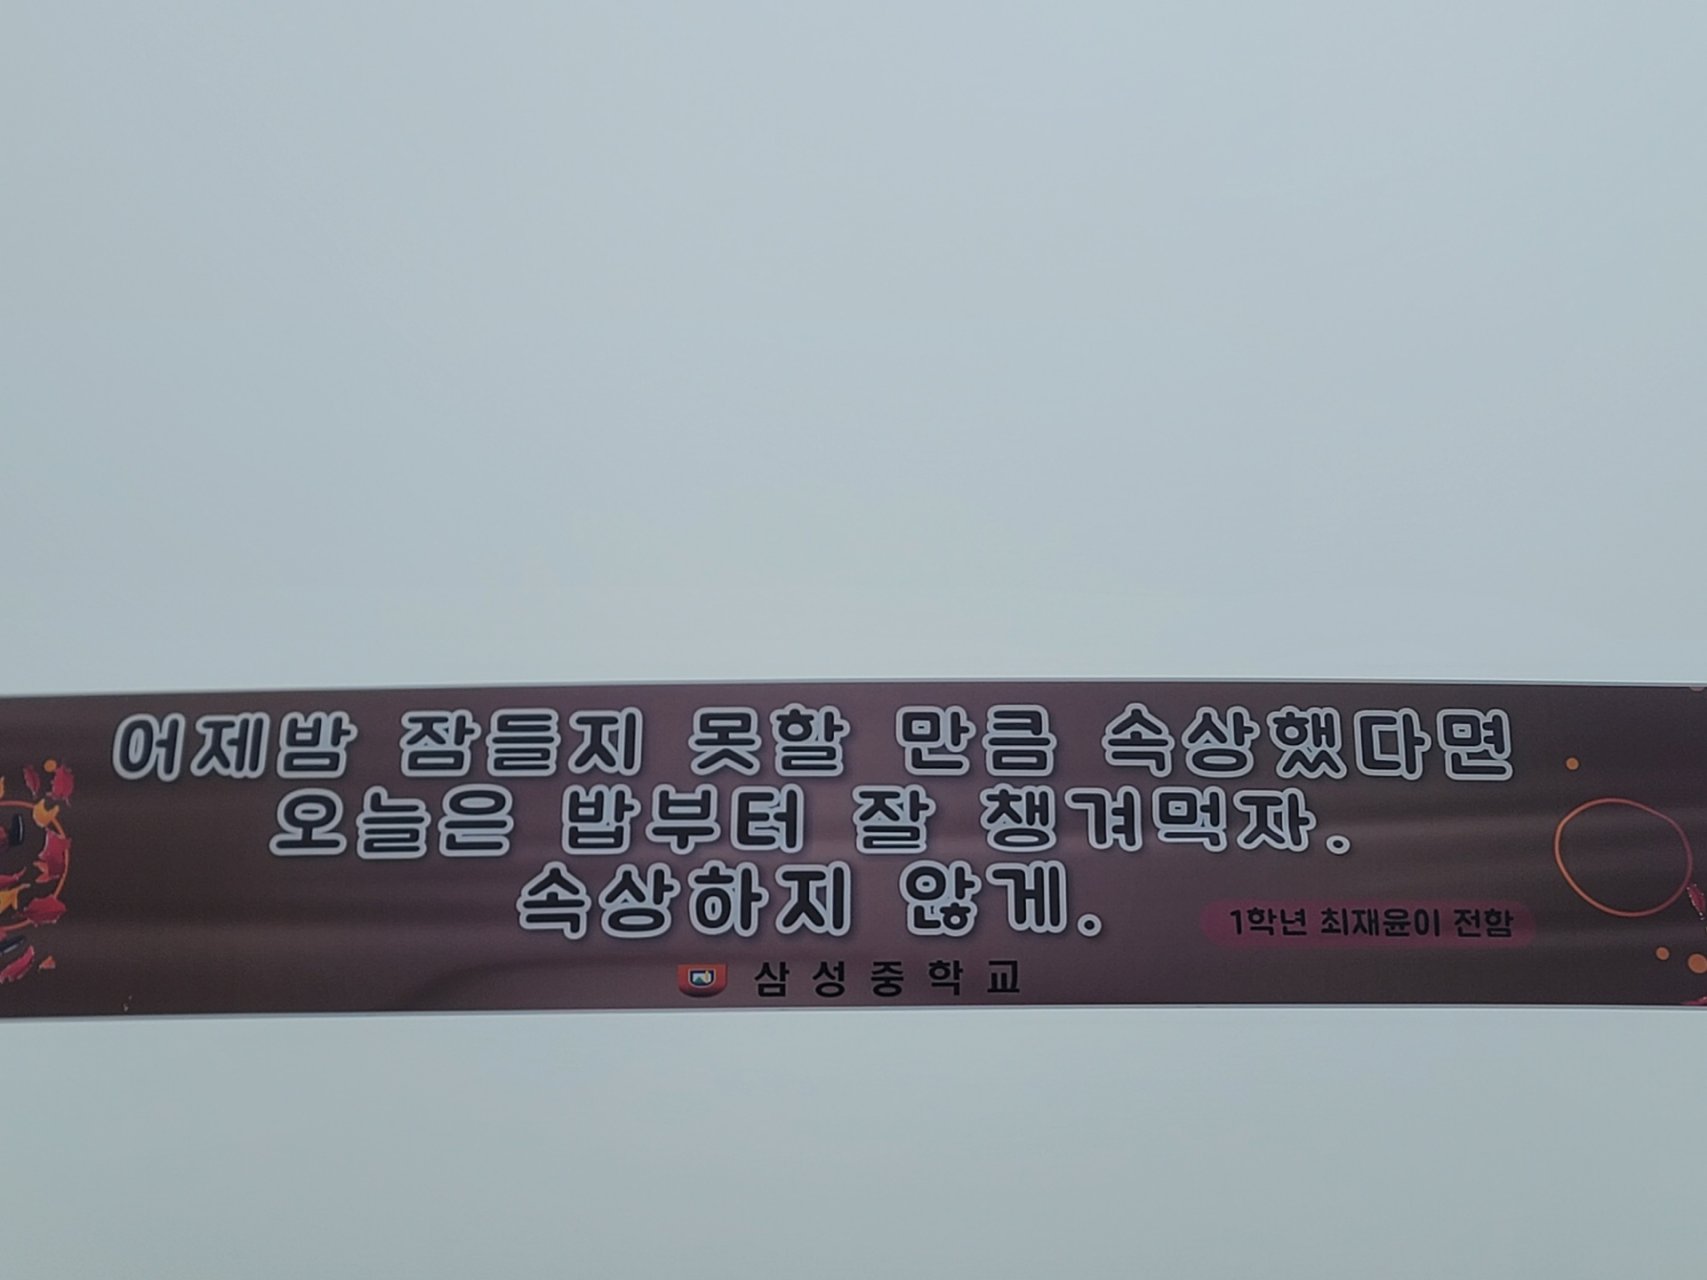 어제밤 잠들지 못할 만큼 속상했다면
오늘은 밥부터 잘 챙겨먹자.
속상하지 않게.
1학년 최재윤이 전함
삼성중학교